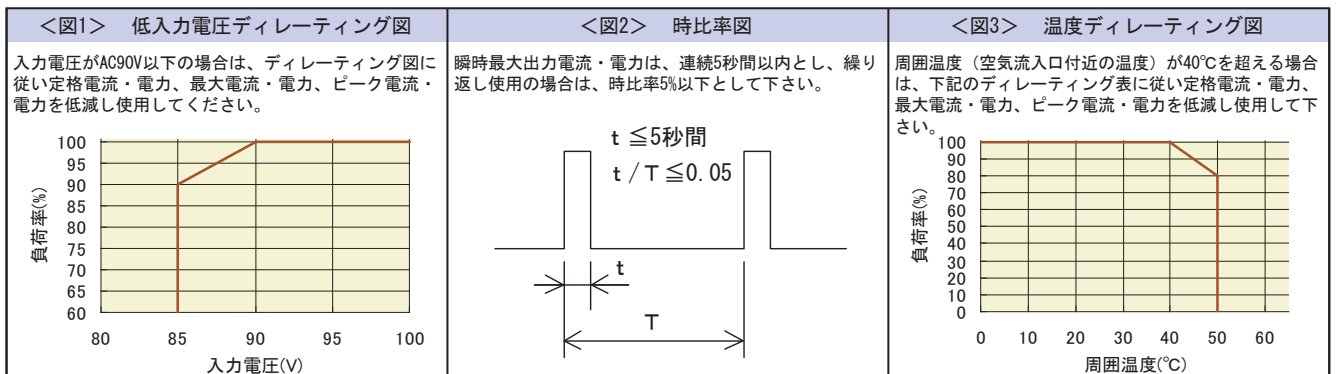 <図1> 低入力電圧ディレーティング図
入力電圧がAC90V以下の場合は、ディレーティング図に
従い定格電流・電力、最大電流・電力、ピーク電流・
電力を低減し使用してください。
100
95
90
85
80
75
70
65
60
負荷率(%)
80 85 90 95 100
入力電圧(V)
<図2> 時比率図
瞬時最大出力電流・電力は、連続5秒間以内とし、繰り
返し使用の場合は、時比率5%以下として下さい。
t ≦5秒間
t / T ≦0.05
t
T
<図3> 温度ディレーティング図
周囲温度（空気流入口付近の温度）が40℃を超える場合
は、下記のディレーティング表に従い定格電流・電力、
最大電流・電力、ピーク電流・電力を低減し使用して下
さい。
100
90
80
70
60
50
40
30
20
10
0
負荷率(%)
0 10 20 30 40 50 60
周囲温度(℃)